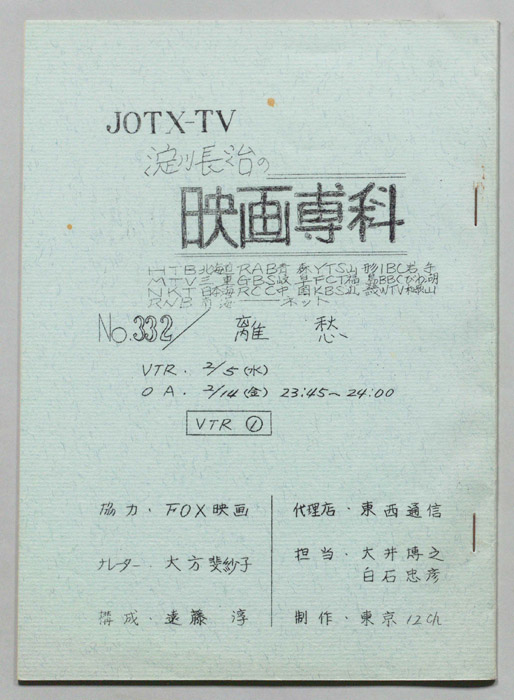 JOTX-TV
淀川長治の
映画専科
HTB北海道 RAB青森 YTS山形 IBC岩手
MTV三重 GBS岐阜 FCT福島 BBCびわ湖
NKT日本海 RCC中国 KBS WTV和歌山
RNB南海 ーネット
No.332 離愁
VTR. 2/5(水)
O A. 2/14(金) 23:45〜24:00
VTR ①
協力・FOX映画
ナレーター・大方斐紗子
構成・遠藤 淳
代理店・東西通信
担当・大井博之
白石忠彦
制作・東京12ch